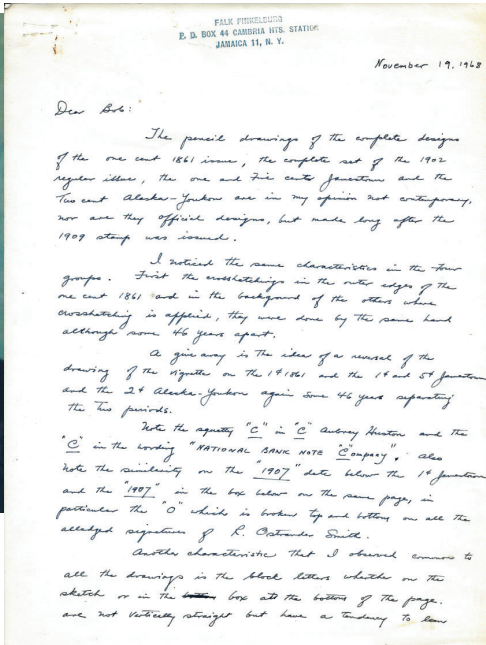 FALK FINKELBURG
P. O. BOX 44 CAMBRIA HTS. STATION
JAMAICA 11, N. Y.
November 19, 1968
Dear Bob:
The pencil drawings of the complete designs
of the one cent 1861 issue, the complete set of the 1902
regular issue, the one and Five cents Jamestown and the
Two cent Alaska-Youkon are in my opinion not contemporary,
nor are they official designs, but made long after the
1909 stamp was issued.
I noticed the same characteristics in the four
groups. First the crosshatchings in the outer edges of the
one cent 1861 and in the background of the others where
crosshatching is applied, they were done by the same hand
although some 46 years apart.
A give away is the idea of a reversal of the
drawing of the vignette on the 1¢ 1861 and the 1¢ and 5¢ Jamestown
and the 2¢ Alaska-Youkon again some 46 years separating
the two periods.
Note the squatty "C" in "C" Aubrey Huston and the
"C" in the wording "NATIONAL BANK NOTE "Company". Also
note the similarity on the "1907" date below the 1¢ Jamestown
and the "1907" in the box below on the same page, in
particular the "0" which is broken top and bottom on all the
alledged signatures of R. Ostrander Smith.
Another characteristic that I observed common to
all the drawings is the block letters whether on the
sketch or in the box at the bottom of the page.
are not vertically straight but have a tendency to lean